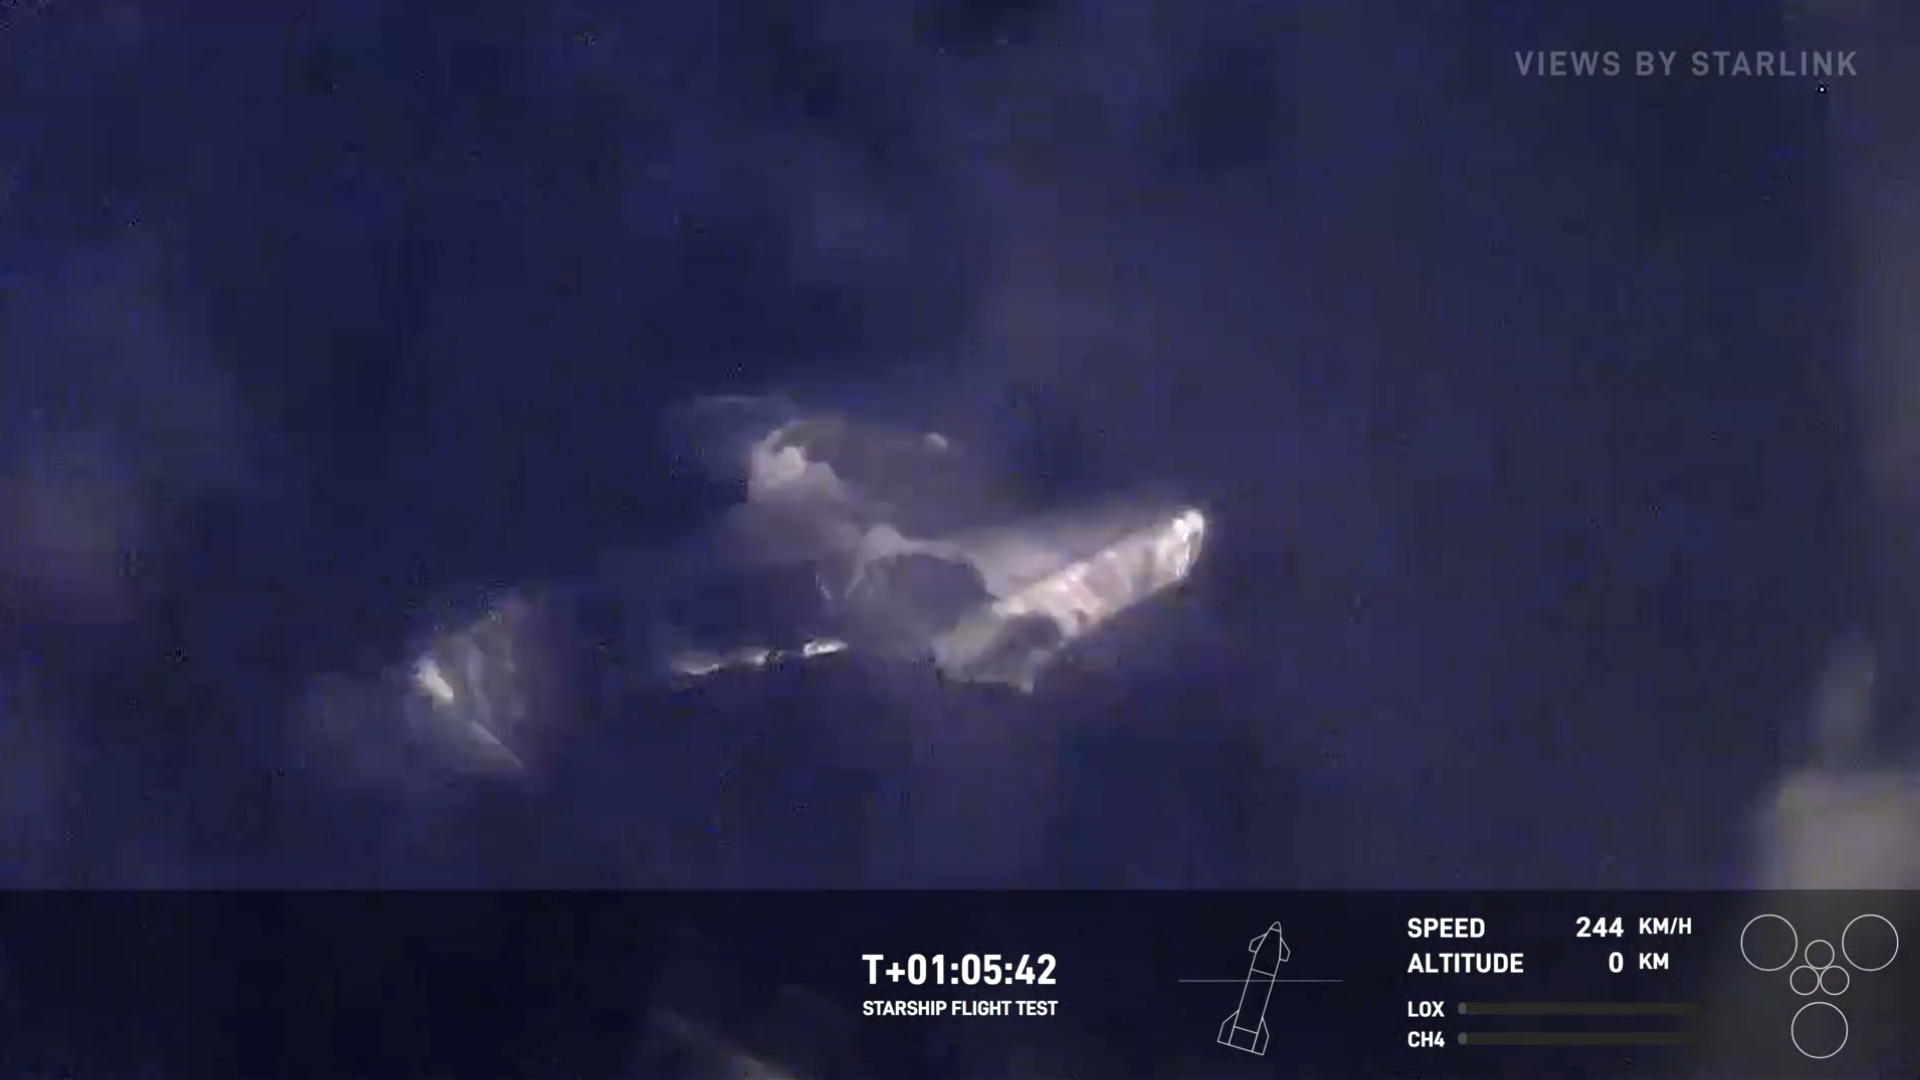 VIEWS BY STARLINK
T+01:05:42
STARSHIP FLIGHT TEST
SPEED 244 KM/H
ALTITUDE 0 KM
LOX
CH4